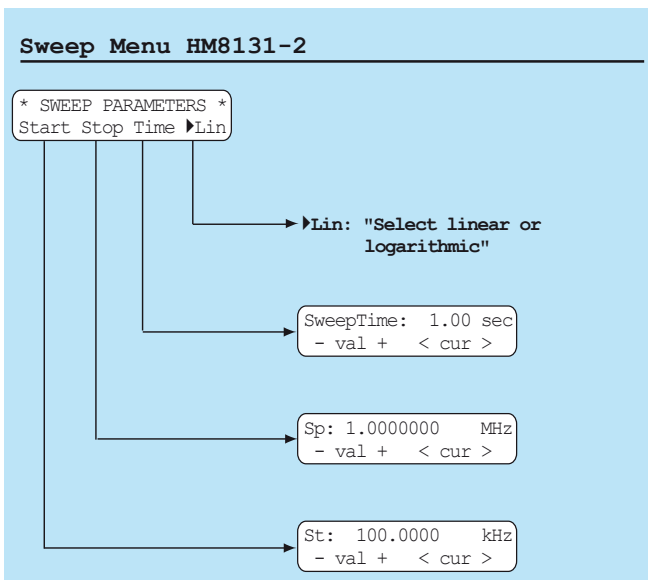 Sweep Menu HM8131-2
* SWEEP PARAMETERS *
Start Stop Time ▶Lin
▶Lin: "Select linear or
logarithmic"
SweepTime: 1.00 sec
- val + < cur >
Sp: 1.0000000 MHz
- val + < cur >
St: 100.0000 kHz
- val + < cur >